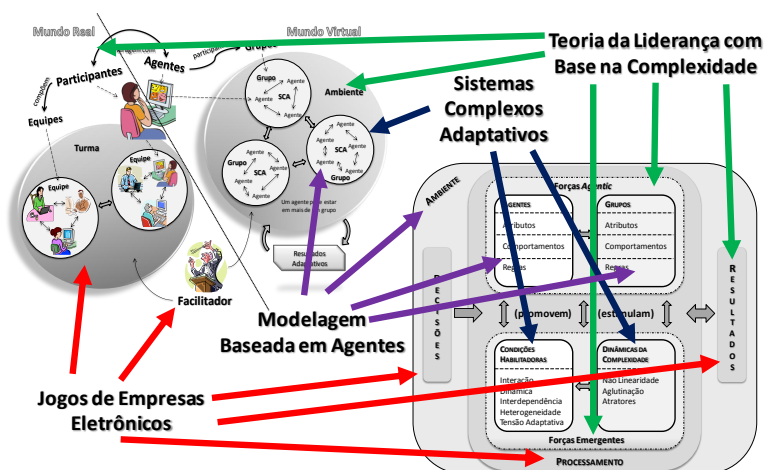 Mundo Real
Mundo Virtual
Grupos
Agentes
Participantes
compõem
Equipes
Turma
Equipe
Equipe
Facilitador
Ambiente
Grupo
Agente
SCA
Agente
Agente
Agente
Agente
SCA
Agente
Agente
Grupo
Agente
Grupo
Agente
SCA
Agente
Agente
Um agente pode estar
em mais de um grupo
Resultados
Adaptativos
Teoria da Liderança com
Base na Complexidade
Sistemas
Complexos
Adaptativos
Modelagem
Baseada em Agentes
Jogos de Empresas
Eletrônicos
AMBIENTE
Forças Agentic
AGENTES
Atributos
Comportamentos
Regras
GRUPOS
Atributos
Comportamentos
Regras
DECISÕES
(promovem)
(estimulam)
RESULTADOS
CONDIÇÕES
HABILITADORAS
Interação
Dinâmica
Interdependência
Heterogeneidade
Tensão Adaptativa
DINÂMICAS DA
COMPLEXIDADE
Não Linearidade
Aglutinação
Atratores
Forças Emergentes
PROCESSAMENTO